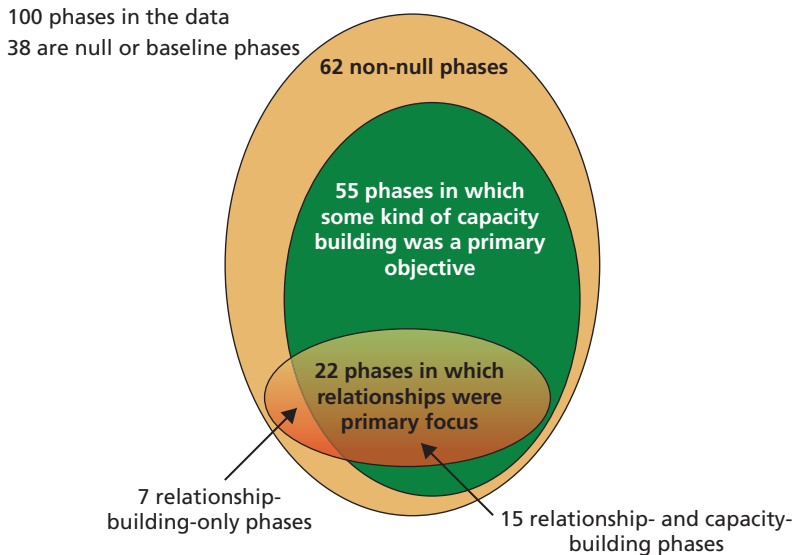 100 phases in the data
38 are null or baseline phases
62 non-null phases
55 phases in which
some kind of capacity
building was a primary
objective
22 phases in which
relationships were
primary focus
7 relationship-
building-only phases
15 relationship- and capacity-
building phases